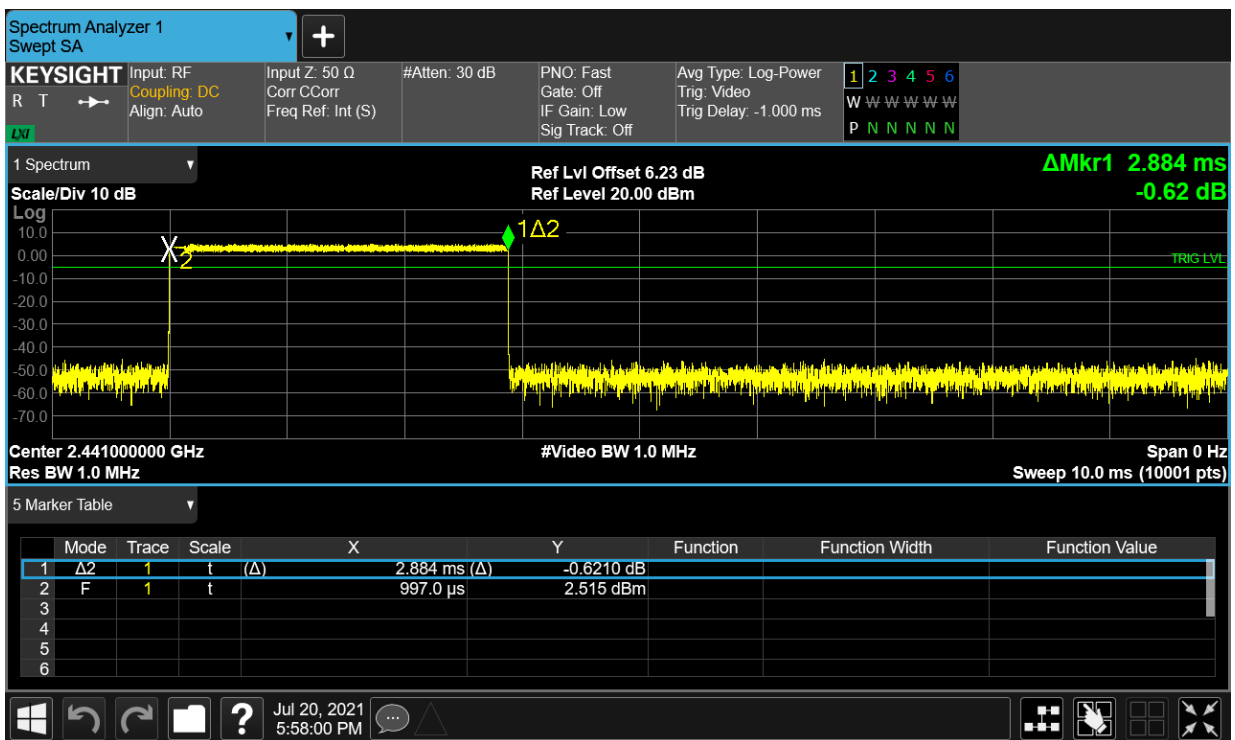 Spectrum Analyzer 1
Swept SA
KEYSIGHT
R T
LXI
Input: RF
Coupling: DC
Align: Auto
Input Z: 50 Ω
Corr CCorr
Freq Ref: Int (S)
#Atten: 30 dB
PNO: Fast
Gate: Off
IF Gain: Low
Sig Track: Off
Avg Type: Log-Power
Trig: Video
Trig Delay: -1.000 ms
1 2 3 4 5 6
W W W W W W
P N N N N N
1 Spectrum
Scale/Div 10 dB
Ref Lvl Offset 6.23 dB
Ref Level 20.00 dBm
ΔMkr1 2.884 ms
-0.62 dB
Log
10.0
0.00
-10.0
-20.0
-30.0
-40.0
-50.0
-60.0
-70.0
X
2
1Δ2
TRIG LVL
Center 2.441000000 GHz
Res BW 1.0 MHz
#Video BW 1.0 MHz
Span 0 Hz
Sweep 10.0 ms (10001 pts)
5 Marker Table
Mode Trace Scale X Y Function Function Width Function Value
1 Δ2 1 t (Δ) 2.884 ms (Δ) -0.6210 dB
2 F 1 t 997.0 µs 2.515 dBm
3
4
5
6
?
Jul 20, 2021
5:58:00 PM